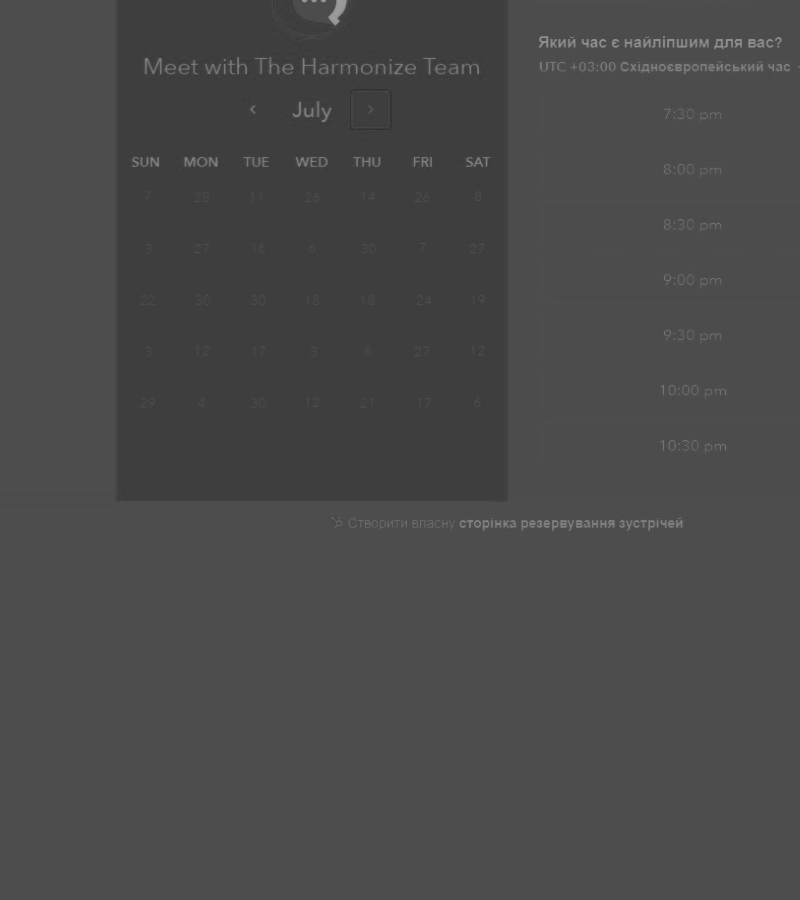 Meet with The Harmonize Team
July
SUN MON TUE WED THU FRI SAT
7 28 11 26 14 26 8
3 27 16 6 30 7 27
22 30 30 18 18 24 19
3 12 17 3 8 27 12
29 4 30 12 21 17 6
Який час є найліпшим для вас?
UTC +03:00 Східноєвропейський час
7:30 pm
8:00 pm
8:30 pm
9:00 pm
9:30 pm
10:00 pm
10:30 pm
Створити власну сторінка резервування зустрічей